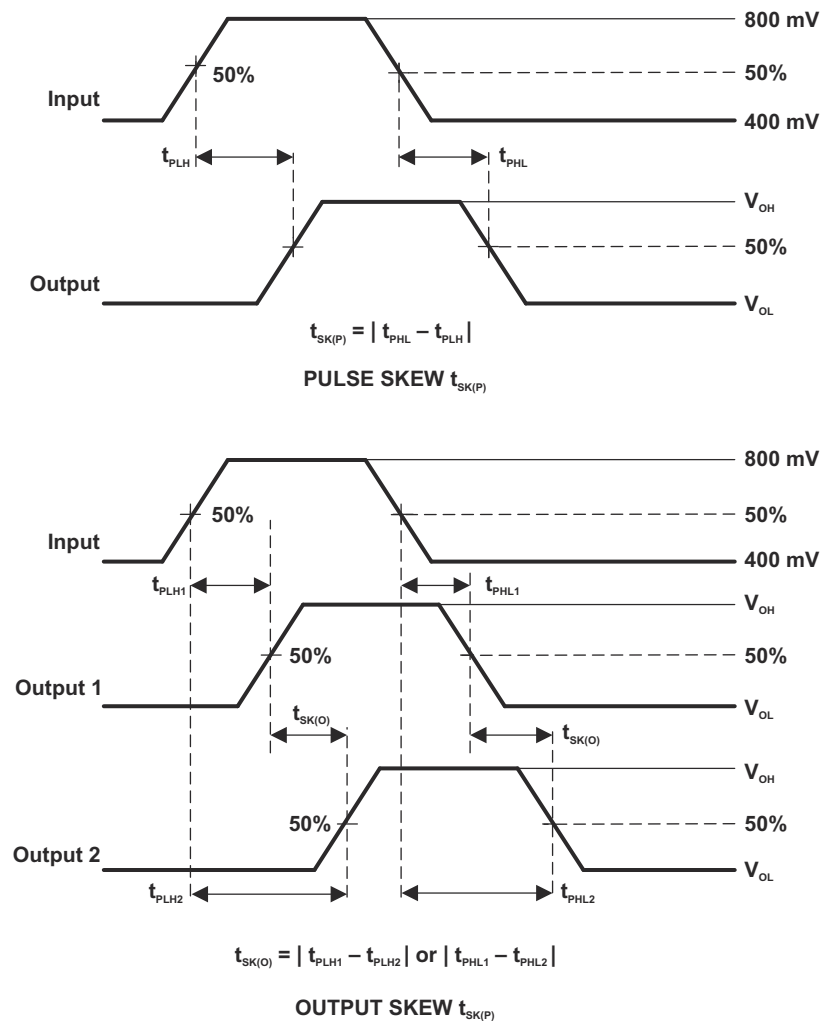 800 mV
50%
50%
Input
400 mV
tPLH
tPHL
VOH
50%
Output
VOL
tSK(P) = | tPHL – tPLH |
PULSE SKEW tSK(P)
800 mV
50%
50%
Input
400 mV
tPLH1
tPHL1
VOH
50%
50%
Output 1
VOL
tSK(O)
tSK(O)
VOH
50%
50%
Output 2
VOL
tPLH2
tPHL2
tSK(O) = | tPLH1 – tPLH2 | or | tPHL1 – tPHL2 |
OUTPUT SKEW tSK(P)